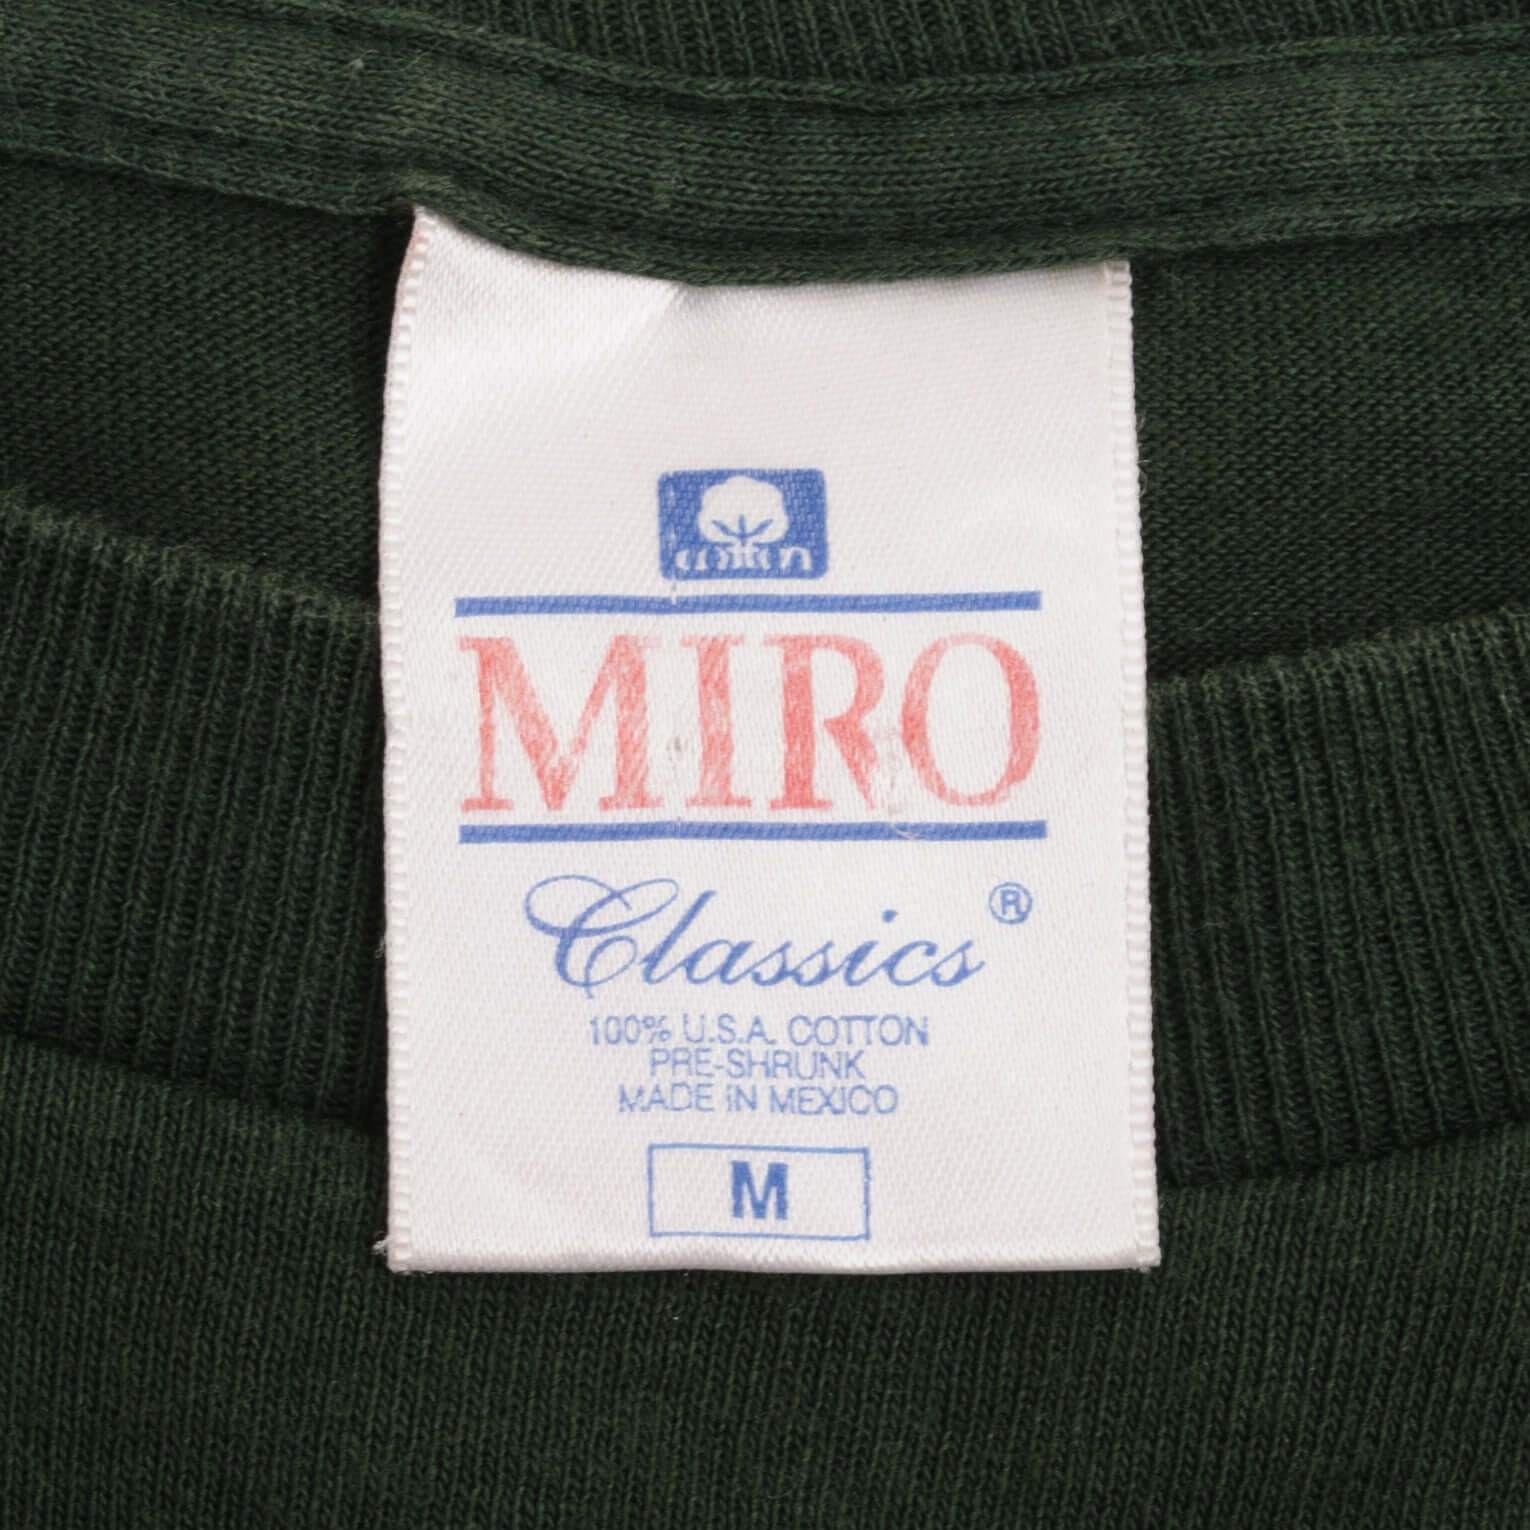 cotton
MIRO
Classics ®
100% U.S.A. COTTON
PRE-SHRUNK
MADE IN MEXICO
M